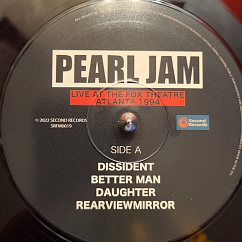 PEARL JAM
LIVE AT THE FOX THEATRE
ATLANTA 1994
© 2022 SECOND RECORDS
SRFM0019
Second
Records
SIDE A
DISSIDENT
BETTER MAN
DAUGHTER
REARVIEWMIRROR